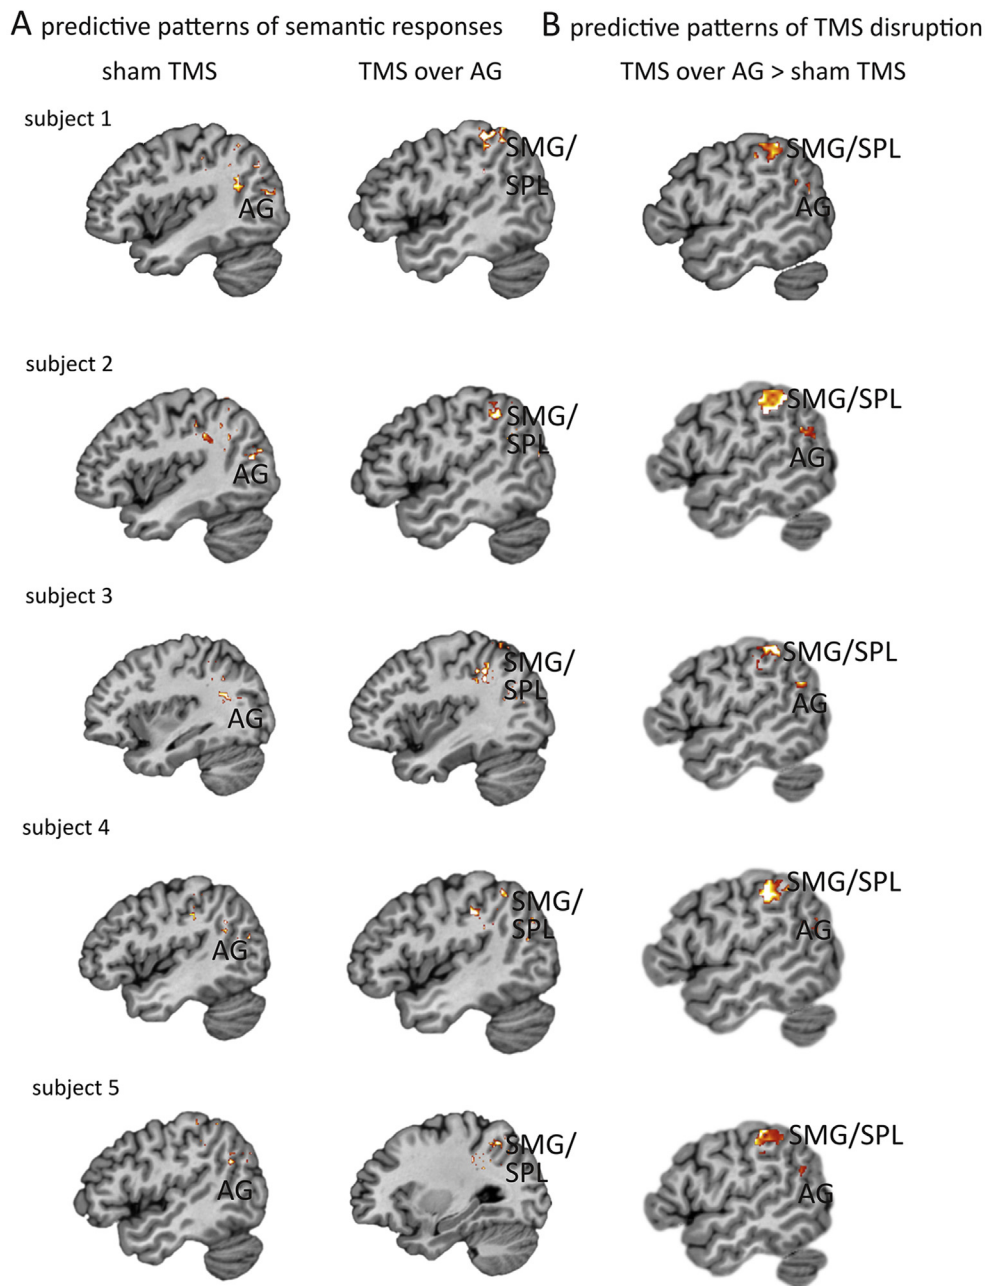 A predictive patterns of semantic responses
B predictive patterns of TMS disruption
sham TMS
TMS over AG
TMS over AG > sham TMS
subject 1
AG
SMG/
SPL
SMG/SPL
AG
subject 2
AG
SMG/
SPL
SMG/SPL
AG
subject 3
AG
SMG/
SPL
SMG/SPL
AG
subject 4
AG
SMG/
SPL
SMG/SPL
AG
subject 5
AG
SMG/
SPL
SMG/SPL
AG